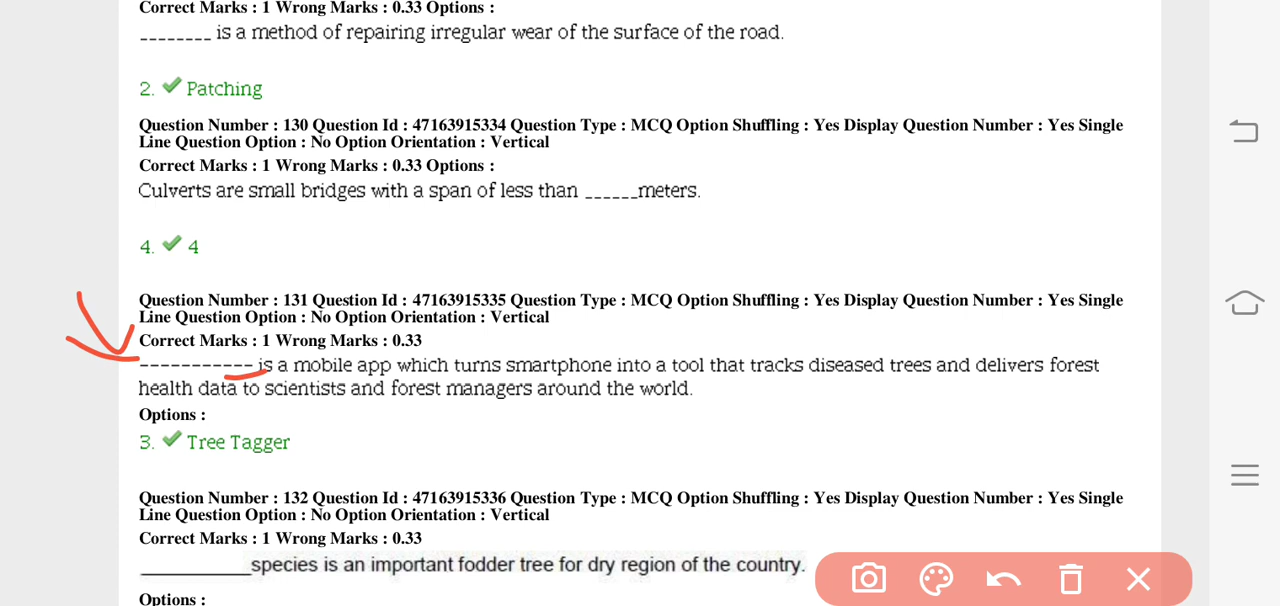 Correct Marks : 1 Wrong Marks : 0.33 Options :
________ is a method of repairing irregular wear of the surface of the road.
2. ✔ Patching
Question Number : 130 Question Id : 47163915334 Question Type : MCQ Option Shuffling : Yes Display Question Number : Yes Single
Line Question Option : No Option Orientation : Vertical
Correct Marks : 1 Wrong Marks : 0.33 Options :
Culverts are small bridges with a span of less than ______meters.
4. ✔ 4
Question Number : 131 Question Id : 47163915335 Question Type : MCQ Option Shuffling : Yes Display Question Number : Yes Single
Line Question Option : No Option Orientation : Vertical
Correct Marks : 1 Wrong Marks : 0.33
----------- is a mobile app which turns smartphone into a tool that tracks diseased trees and delivers forest
health data to scientists and forest managers around the world.
Options :
3. ✔ Tree Tagger
Question Number : 132 Question Id : 47163915336 Question Type : MCQ Option Shuffling : Yes Display Question Number : Yes Single
Line Question Option : No Option Orientation : Vertical
Correct Marks : 1 Wrong Marks : 0.33
__________species is an important fodder tree for dry region of the country.
Options :